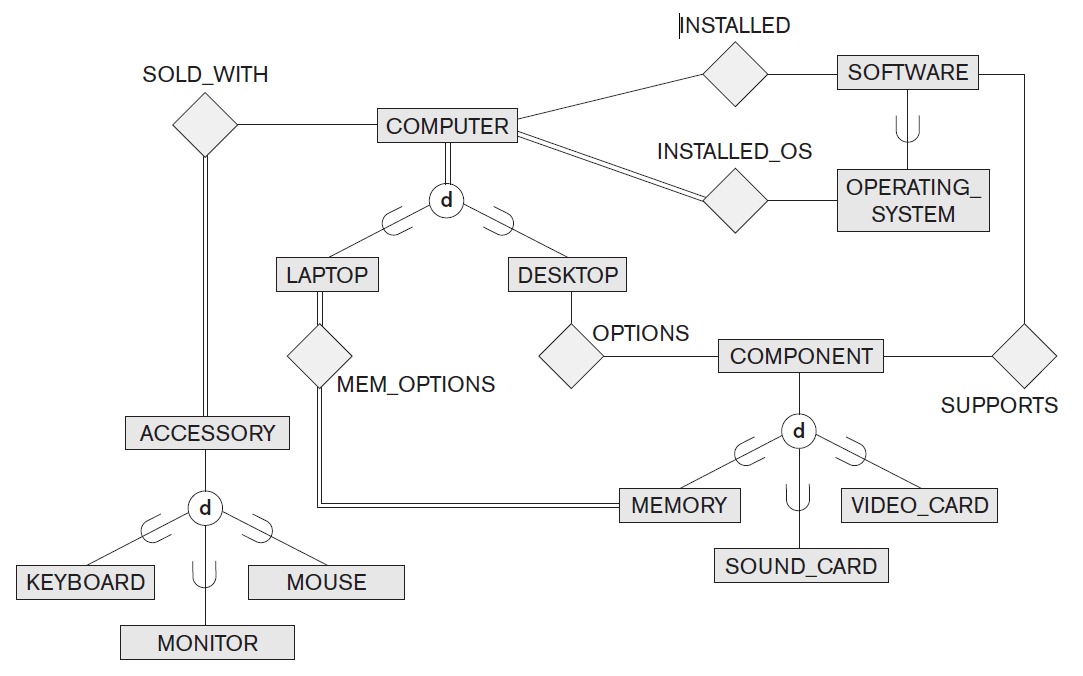 INSTALLED
SOLD_WITH
SOFTWARE
COMPUTER
INSTALLED_OS
OPERATING_
SYSTEM
d
LAPTOP
DESKTOP
OPTIONS
COMPONENT
MEM_OPTIONS
SUPPORTS
ACCESSORY
d
MEMORY
VIDEO_CARD
d
SOUND_CARD
KEYBOARD
MOUSE
MONITOR